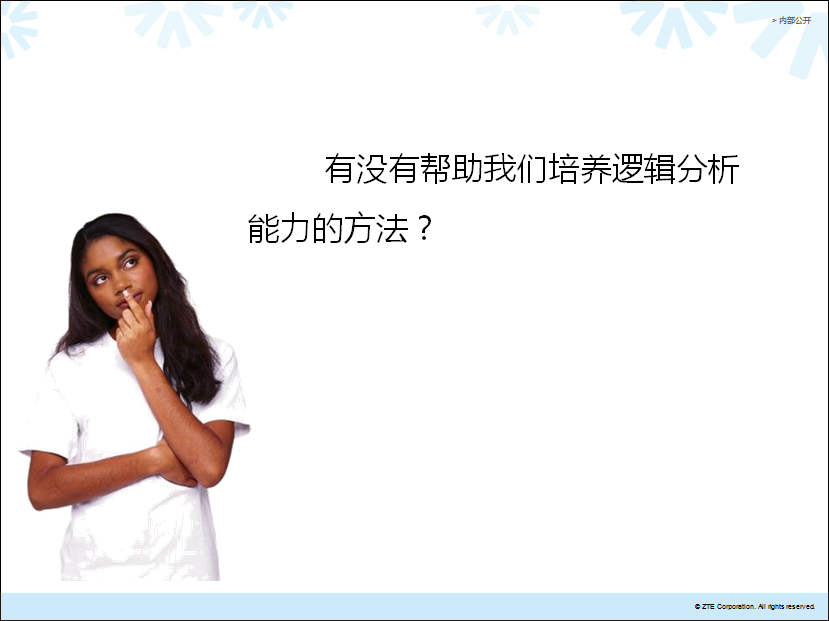 > 内部公开
有没有帮助我们培养逻辑分析
能力的方法？
© ZTE Corporation. All rights reserved.